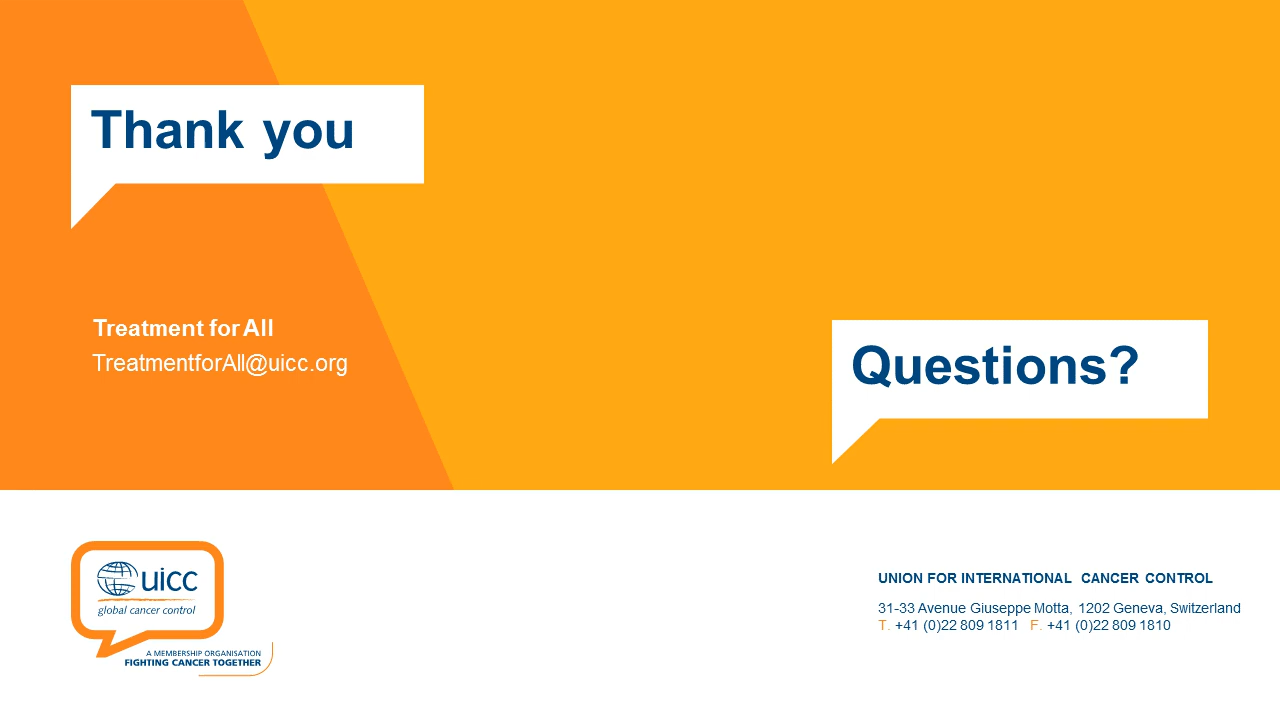 Thank you
Treatment for All
TreatmentforAll@uicc.org
Questions?
uicc
global cancer control
A MEMBERSHIP ORGANISATION
FIGHTING CANCER TOGETHER
UNION FOR INTERNATIONAL CANCER CONTROL
31-33 Avenue Giuseppe Motta, 1202 Geneva, Switzerland
T. +41 (0)22 809 1811 F. +41 (0)22 809 1810